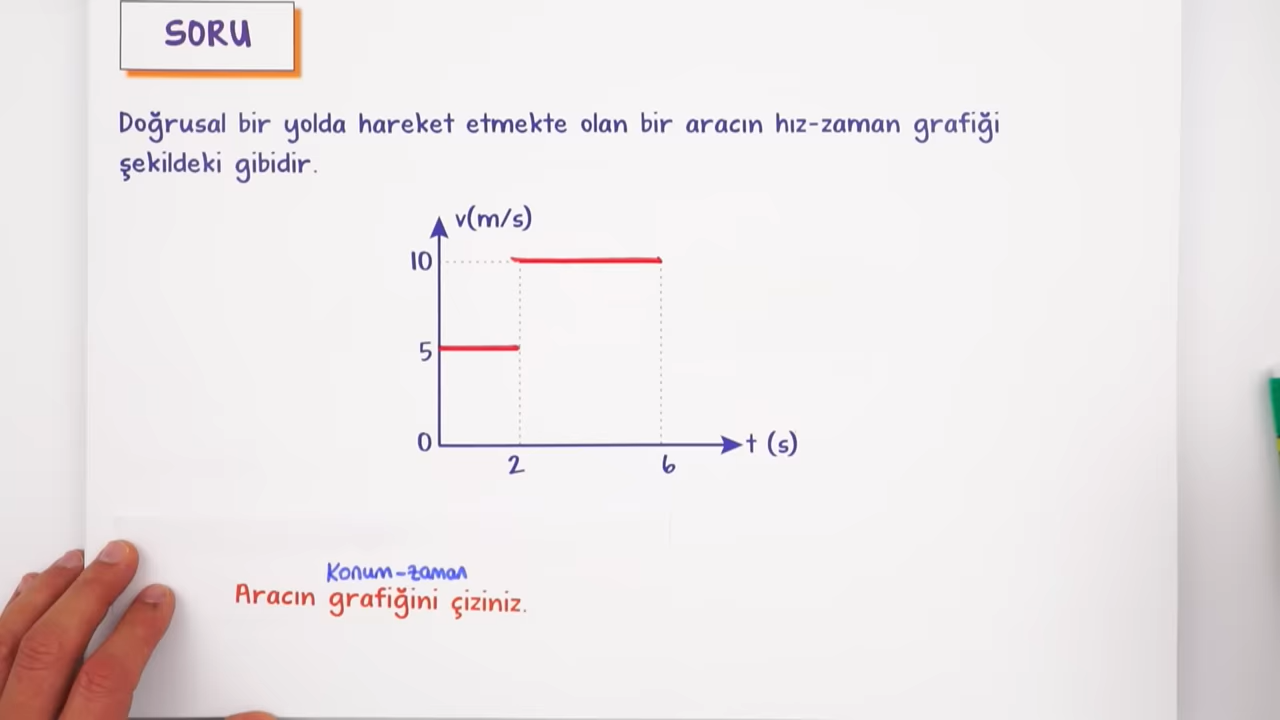 SORU
Doğrusal bir yolda hareket etmekte olan bir aracın hız-zaman grafiği
şekildeki gibidir.
v(m/s)
10
5
0
2
6
t (s)
Konum-zaman
Aracın grafiğini çiziniz.